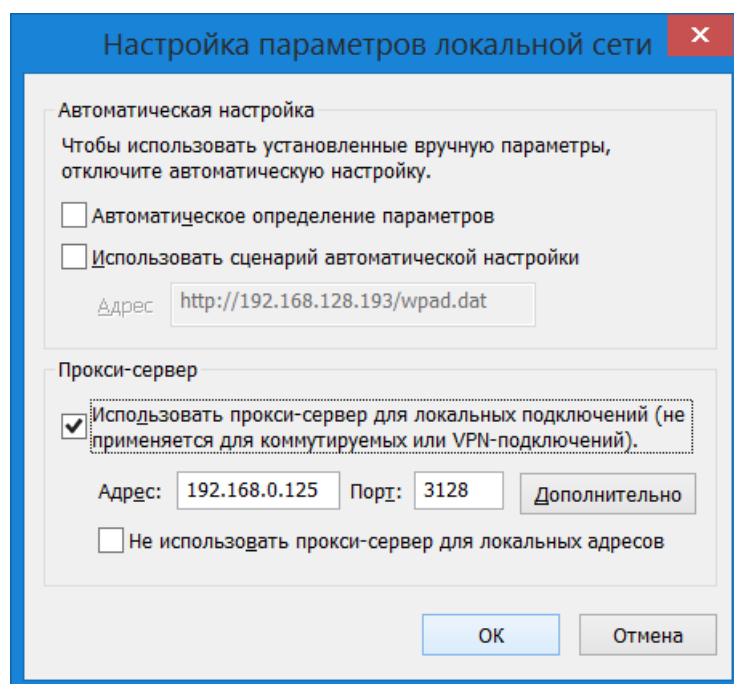 Настройка параметров локальной сети
Автоматическая настройка
Чтобы использовать установленные вручную параметры,
отключите автоматическую настройку.
Автоматическое определение параметров
Использовать сценарий автоматической настройки
Адрес http://192.168.128.193/wpad.dat
Прокси-сервер
Использовать прокси-сервер для локальных подключений (не
применяется для коммутируемых или VPN-подключений).
Адрес: 192.168.0.125 Порт: 3128 Дополнительно
Не использовать прокси-сервер для локальных адресов
ОК Отмена